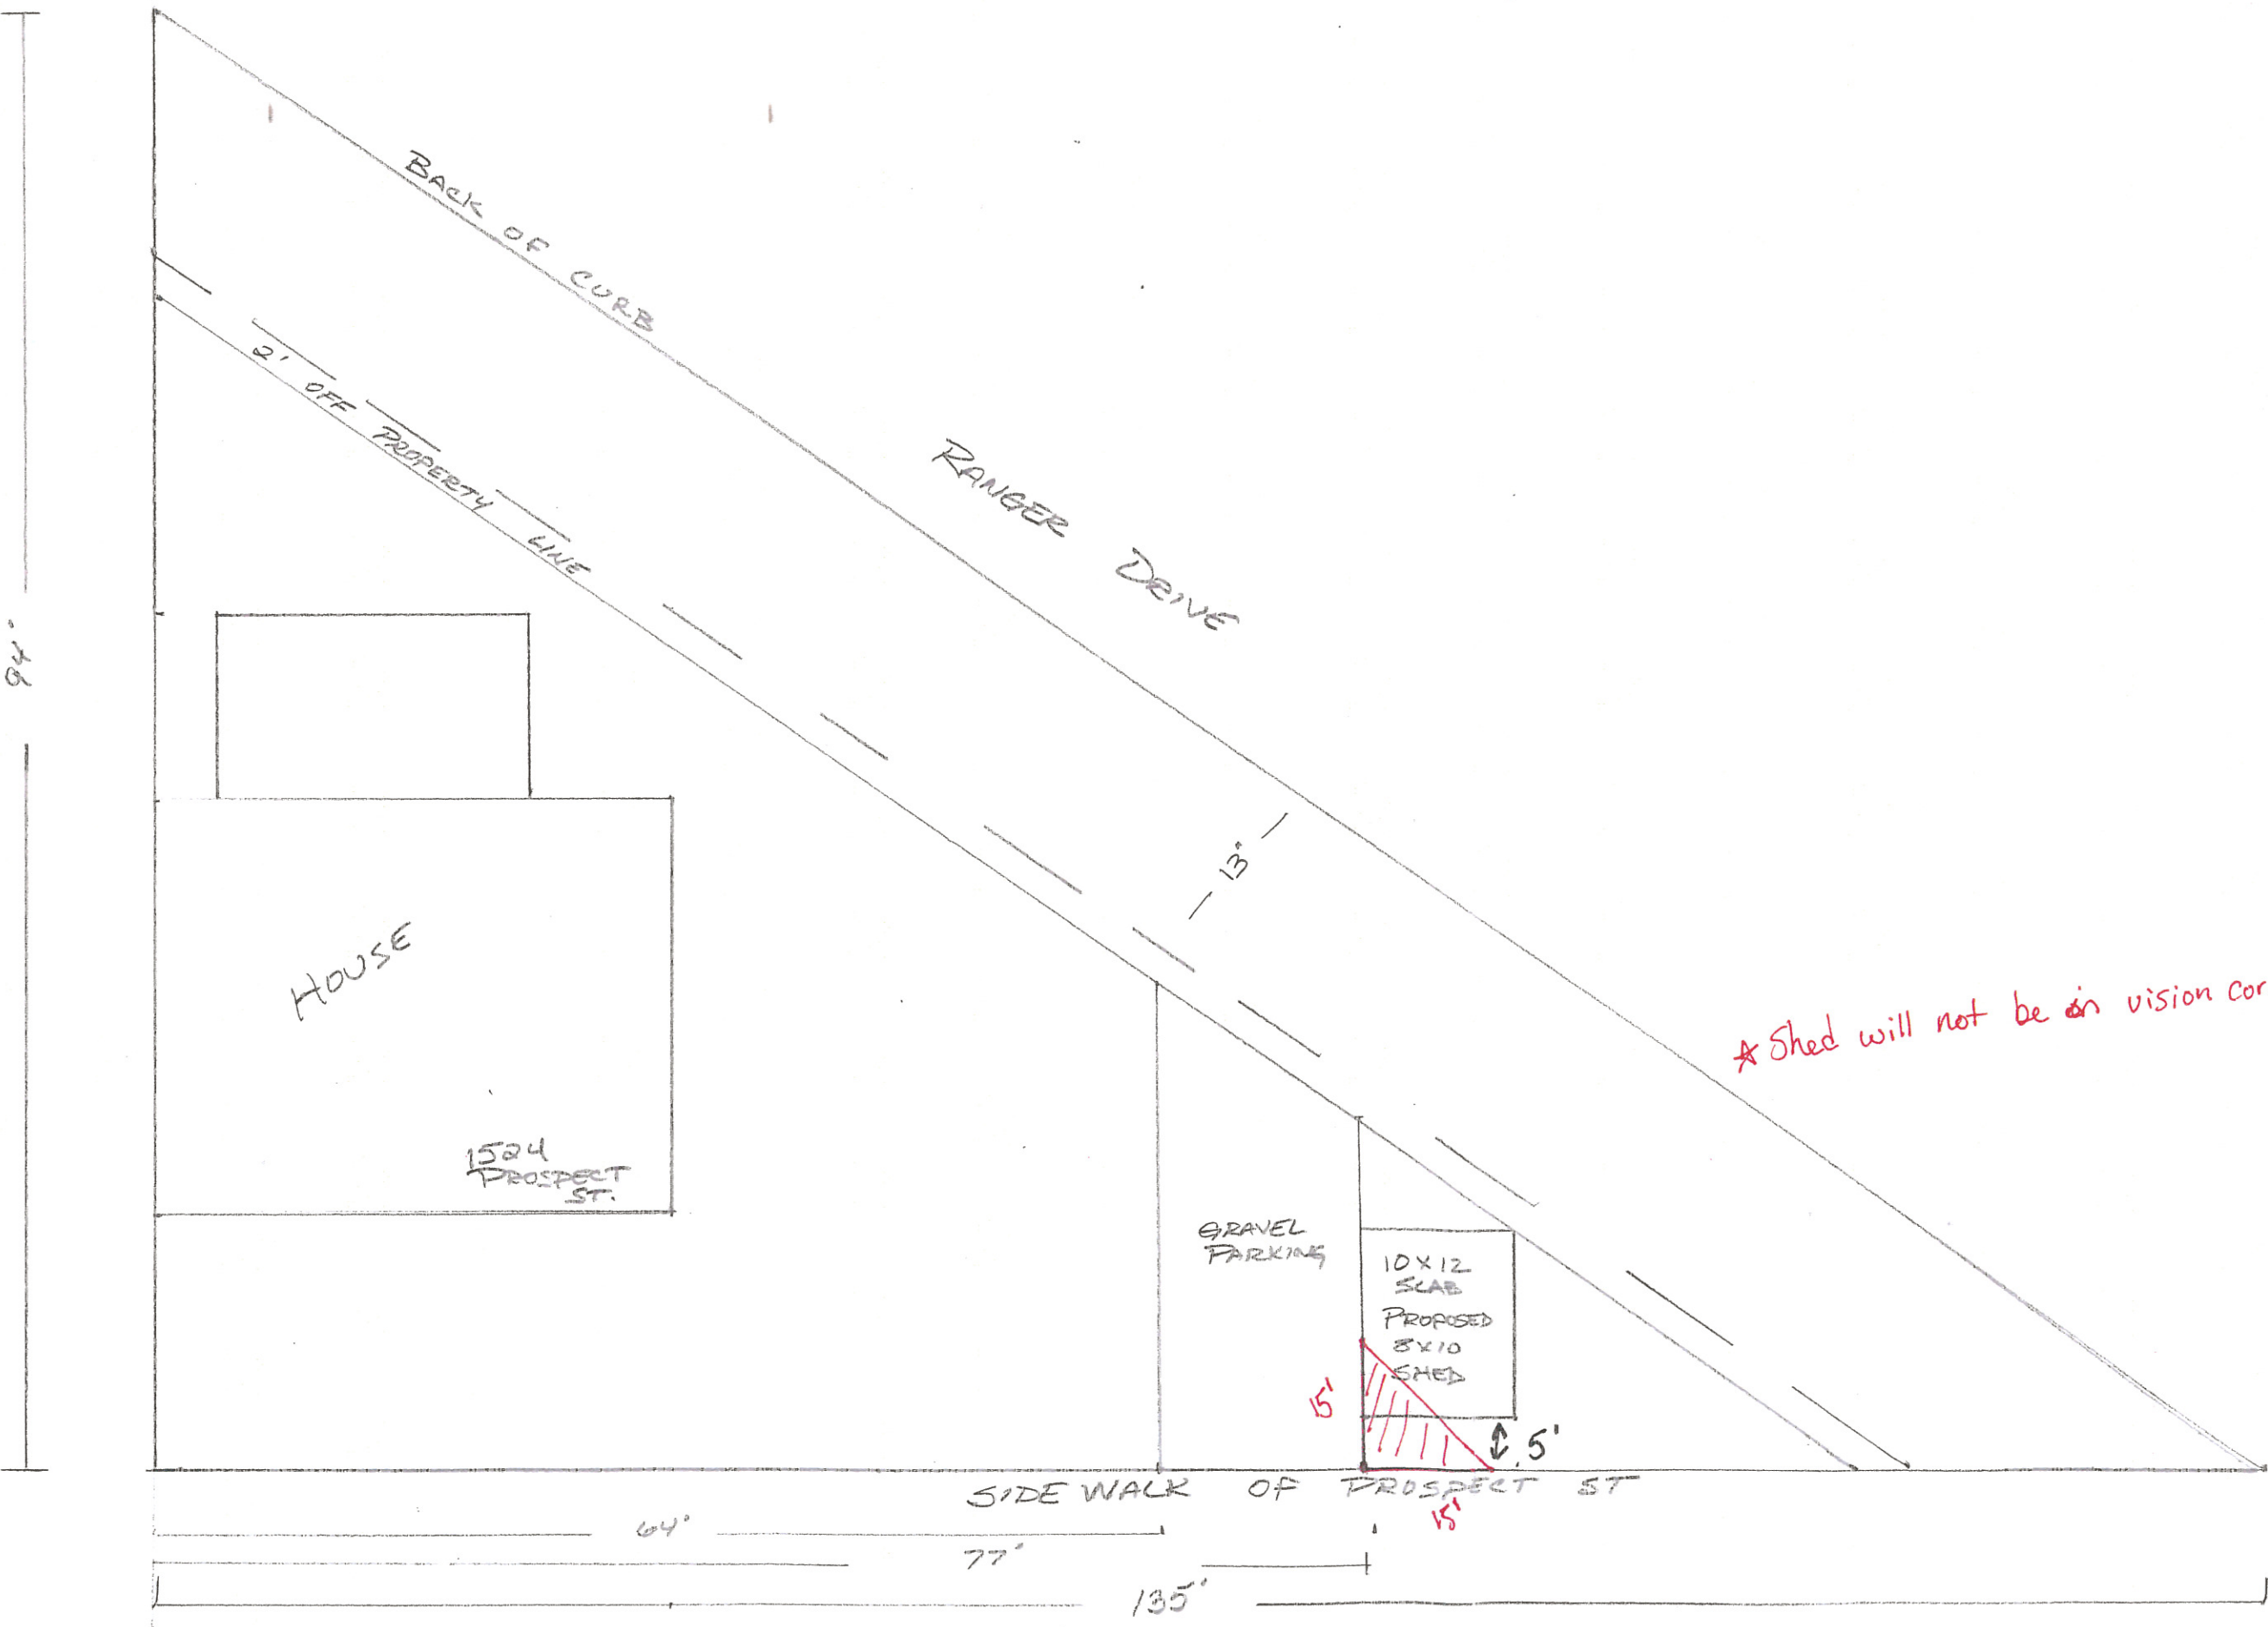 BACK OF CURB
2' OFF PROPERTY LINE
RANGER DRIVE
94'
13'
HOUSE
1524
PROSPECT
ST.
GRAVEL
PARKING
10 X 12
SLAB
PROPOSED
8X10
SHED
* Shed will not be in vision cor
15'
5'
SIDEWALK OF PROSPECT ST
15'
64'
77'
135'